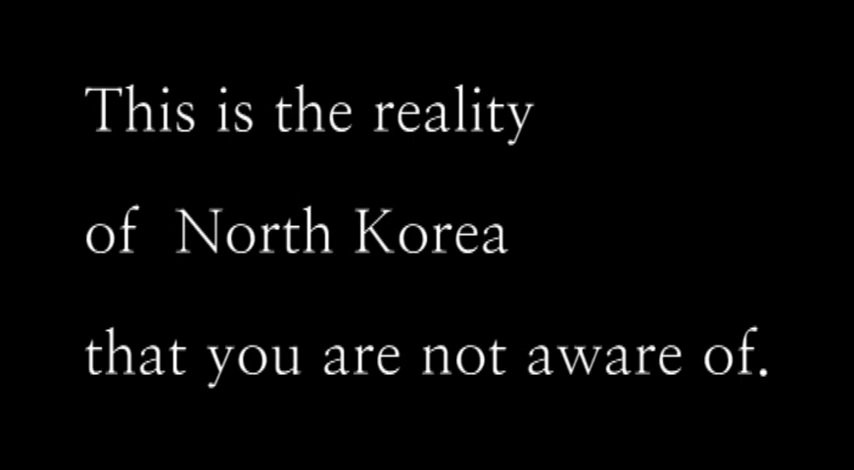 This is the reality
of North Korea
that you are not aware of.